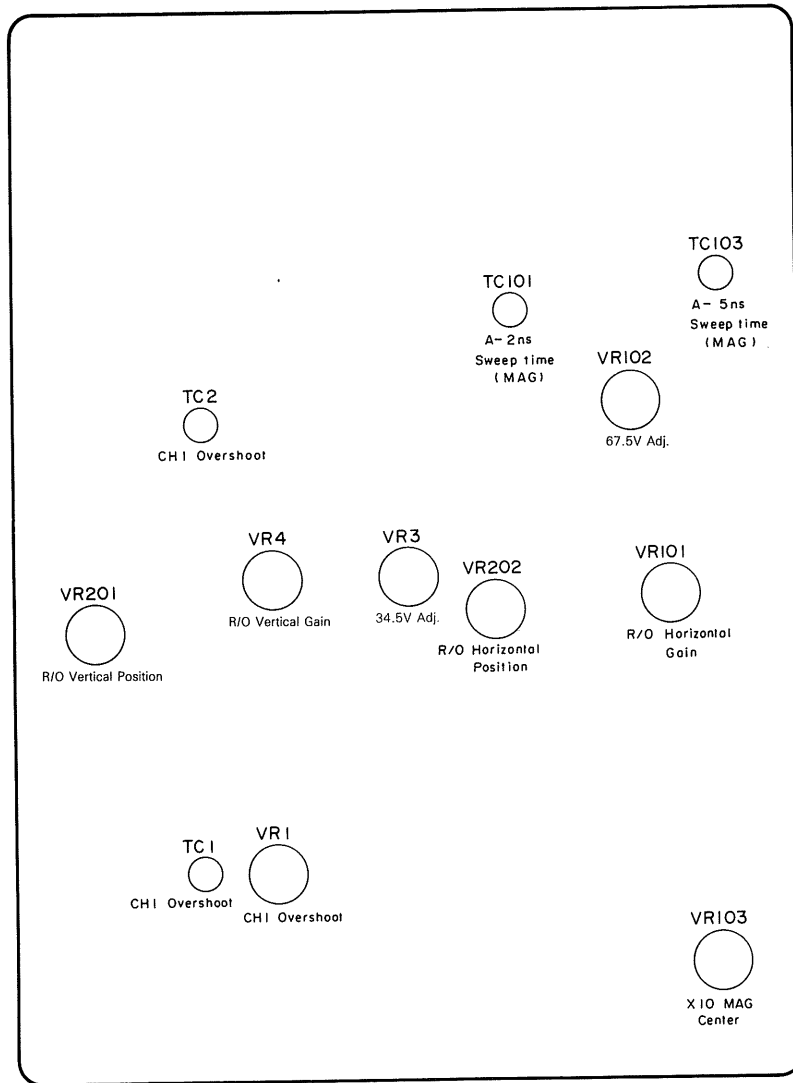 TC103
A- 5ns
Sweep time
(MAG)
TC101
A-2ns
Sweep time
(MAG)
VR102
67.5V Adj.
TC2
CH1 Overshoot
VR4
R/O Vertical Gain
VR3
34.5V Adj.
VR202
R/O Horizontal
Position
VR101
R/O Horizontal
Gain
VR201
R/O Vertical Position
TC1
CH1 Overshoot
VR1
CH1 Overshoot
VR103
X10 MAG
Center